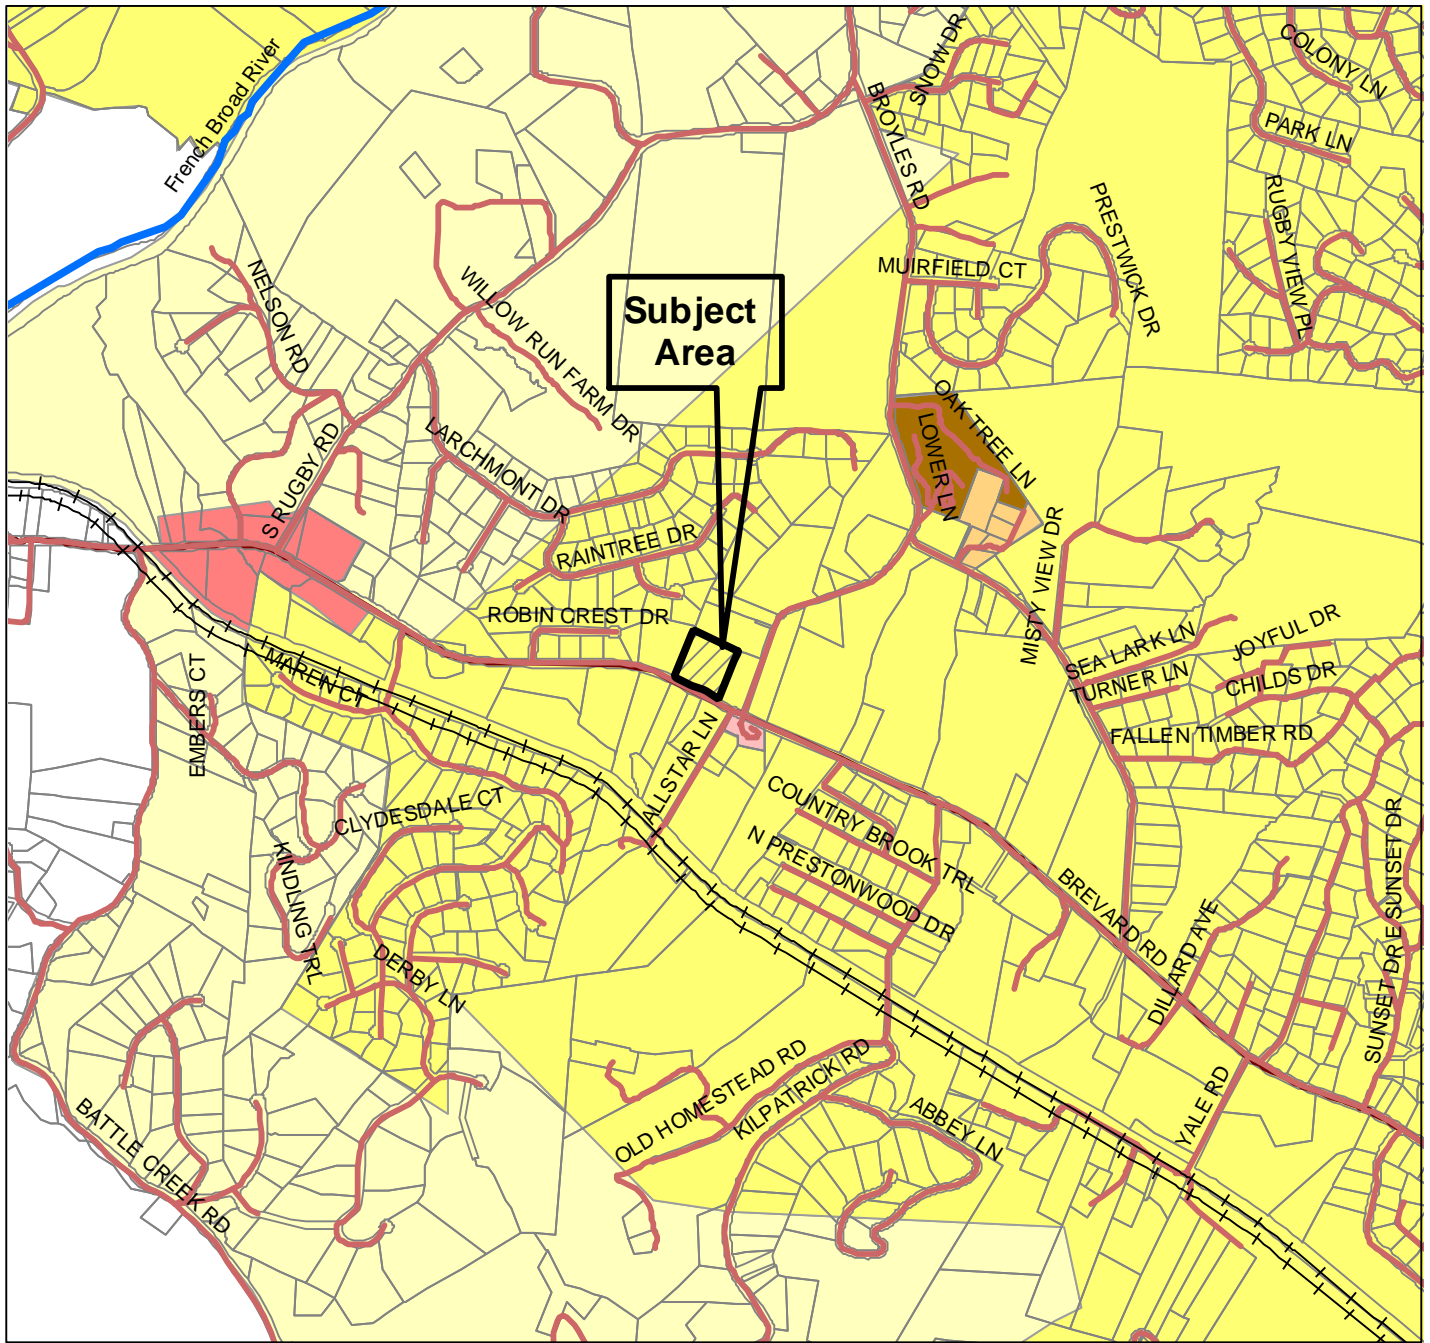 COLONY LN
SNOW DR
French Broad River
BROYLES RD
PARK LN
PRESTWICK DR
RUGBY VIEW PL
MUIRFIELD CT
NELSON RD
WILLOW RUN FARM DR
Subject
Area
OAK TREE LN
LOWER LN
LARCHMONT DR
S RUGBY RD
RAINTREE DR
MISTY VIEW DR
ROBIN CREST DR
SEA LARK LN
JOYFUL DR
TURNER LN
CHILDS DR
MAREN CT
EMBERS CT
FALLEN TIMBER RD
ALLSTAR LN
CLYDESDALE CT
COUNTRY BROOK TRL
N PRESTONWOOD DR
KINDLING TRL
BREVARD RD
DERBY LN
DILLARD AVE
E SUNSET DR
SUNSET DR
OLD HOMESTEAD RD
KILPATRICK RD
ABBEY LN
YALE RD
BATTLE CREEK RD